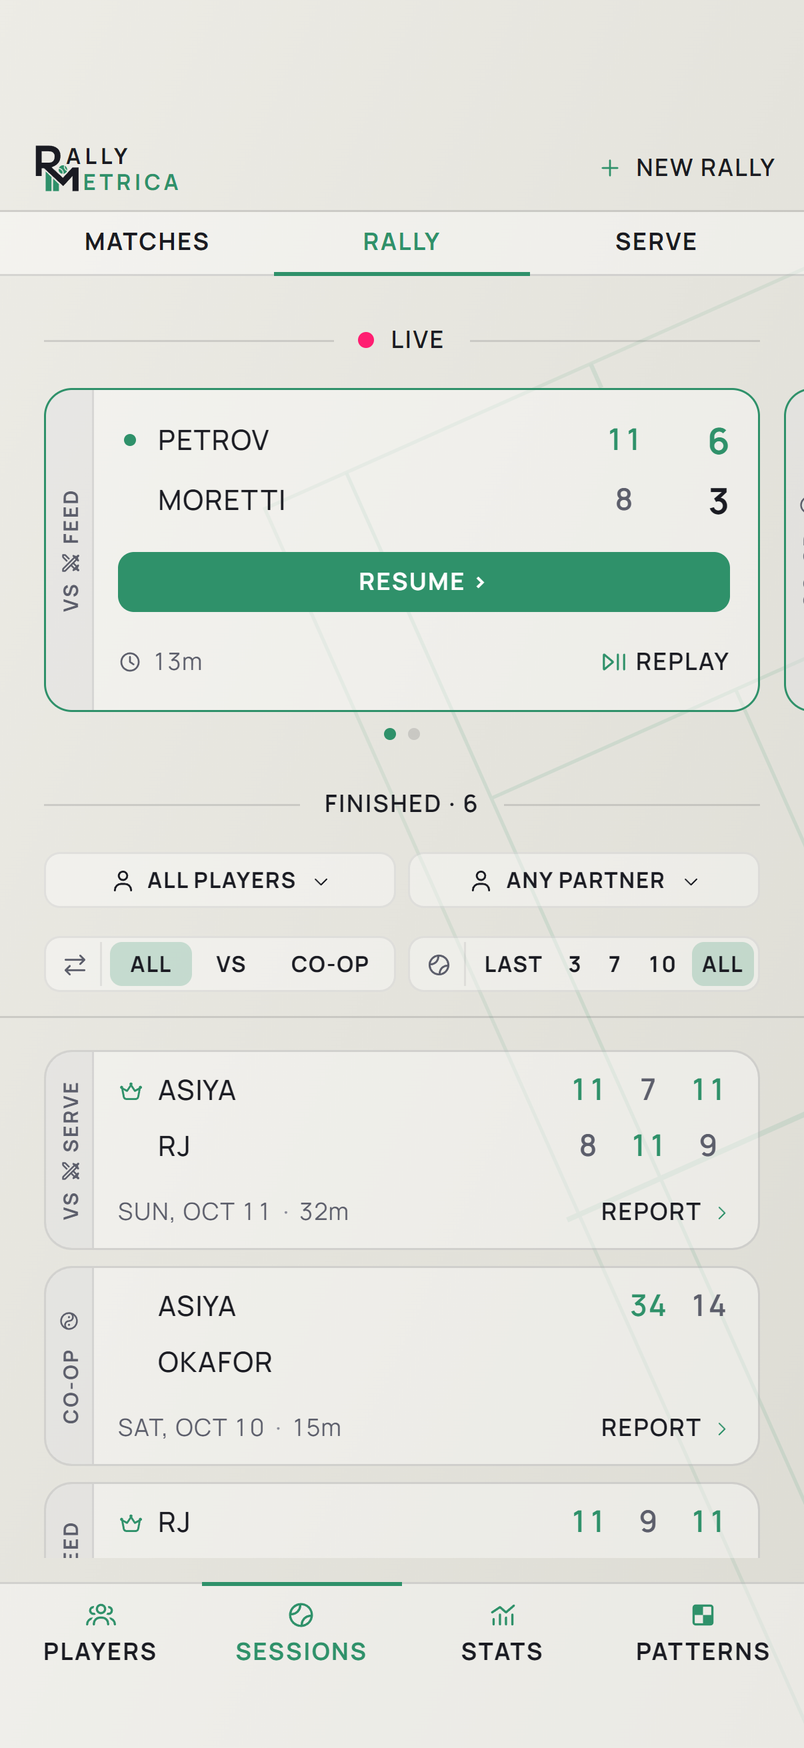 RALLY
METRICA
+ NEW RALLY
MATCHES RALLY SERVE
LIVE
PETROV 11 6
MORETTI 8 3
VS FEED
RESUME ›
13m REPLAY
FINISHED · 6
ALL PLAYERS ANY PARTNER
ALL VS CO-OP LAST 3 7 10 ALL
VS SERVE
ASIYA 11 7 11
RJ 8 11 9
SUN, OCT 11 · 32m REPORT ›
CO-OP
ASIYA 34 14
OKAFOR
SAT, OCT 10 · 15m REPORT ›
RJ 11 9 11
PLAYERS SESSIONS STATS PATTERNS